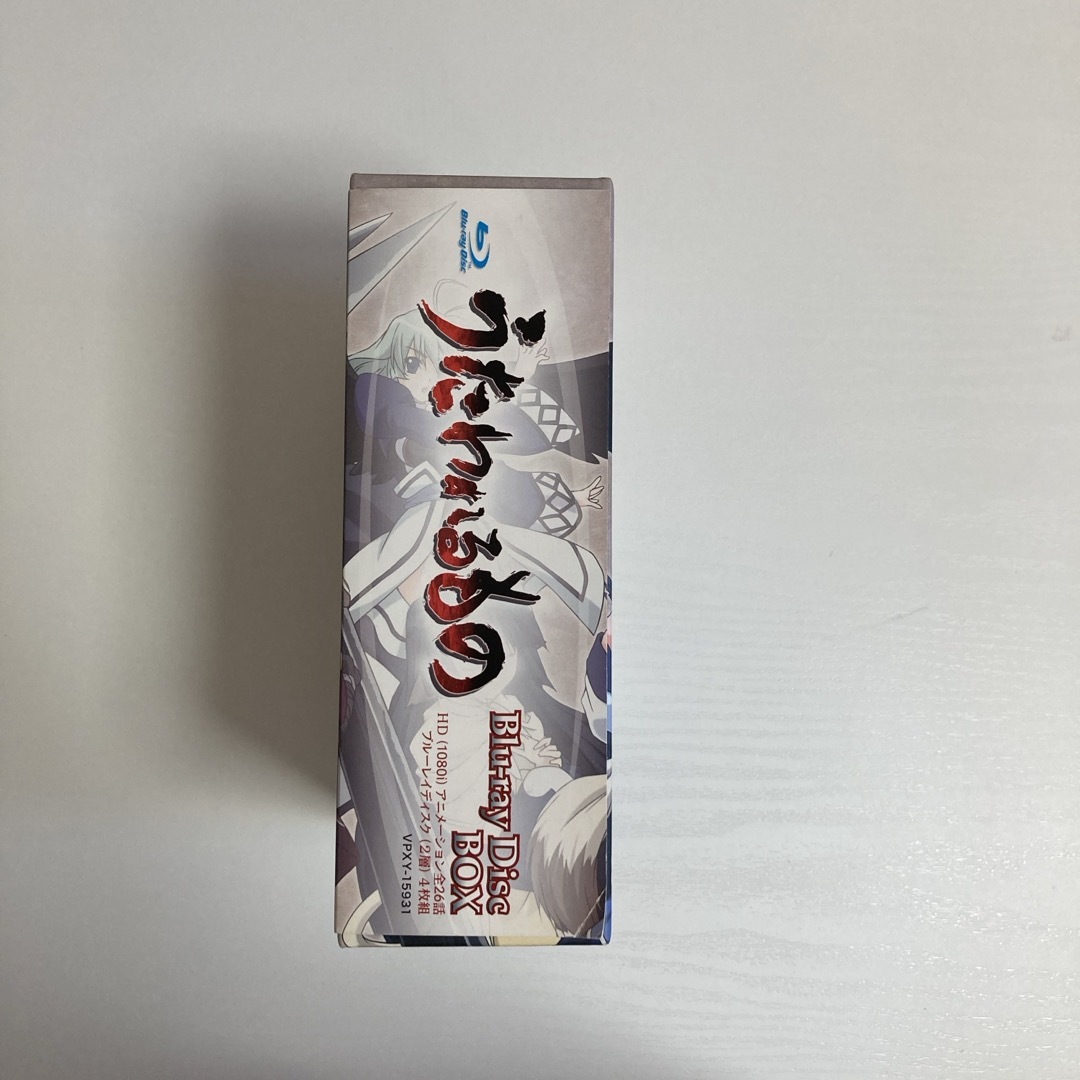 Blu-ray Disc
うたわれるもの
Blu-ray Disc
BOX
HD (1080i) アニメーション全26話
ブルーレイディスク (2層) 4枚組
VPXY-15931